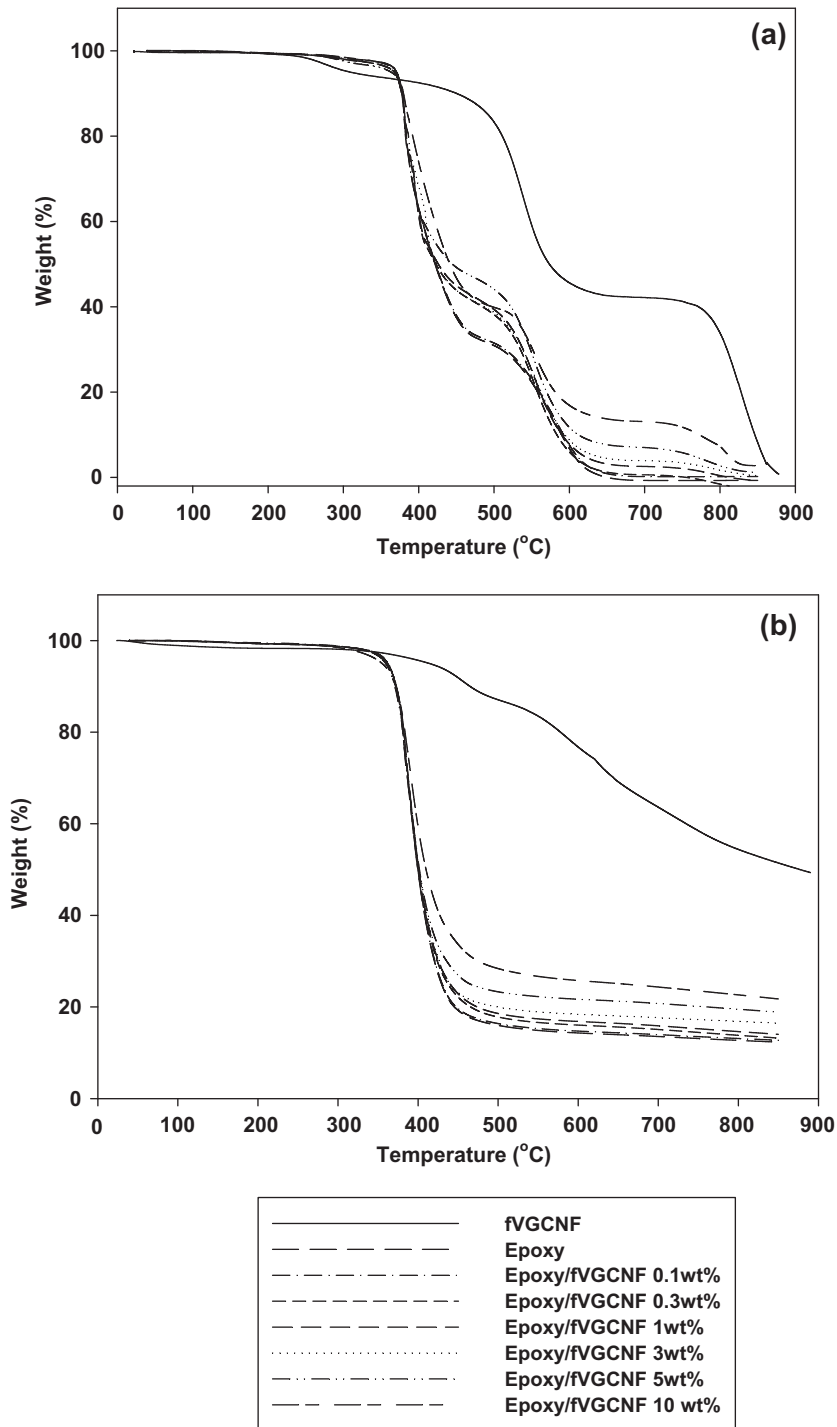 (a)
100
80
60
40
20
0
Weight (%)
0 100 200 300 400 500 600 700 800 900
Temperature (°C)
(b)
100
80
60
40
20
0
Weight (%)
0 100 200 300 400 500 600 700 800 900
Temperature (°C)
fVGCNF
Epoxy
Epoxy/fVGCNF 0.1wt%
Epoxy/fVGCNF 0.3wt%
Epoxy/fVGCNF 1wt%
Epoxy/fVGCNF 3wt%
Epoxy/fVGCNF 5wt%
Epoxy/fVGCNF 10 wt%